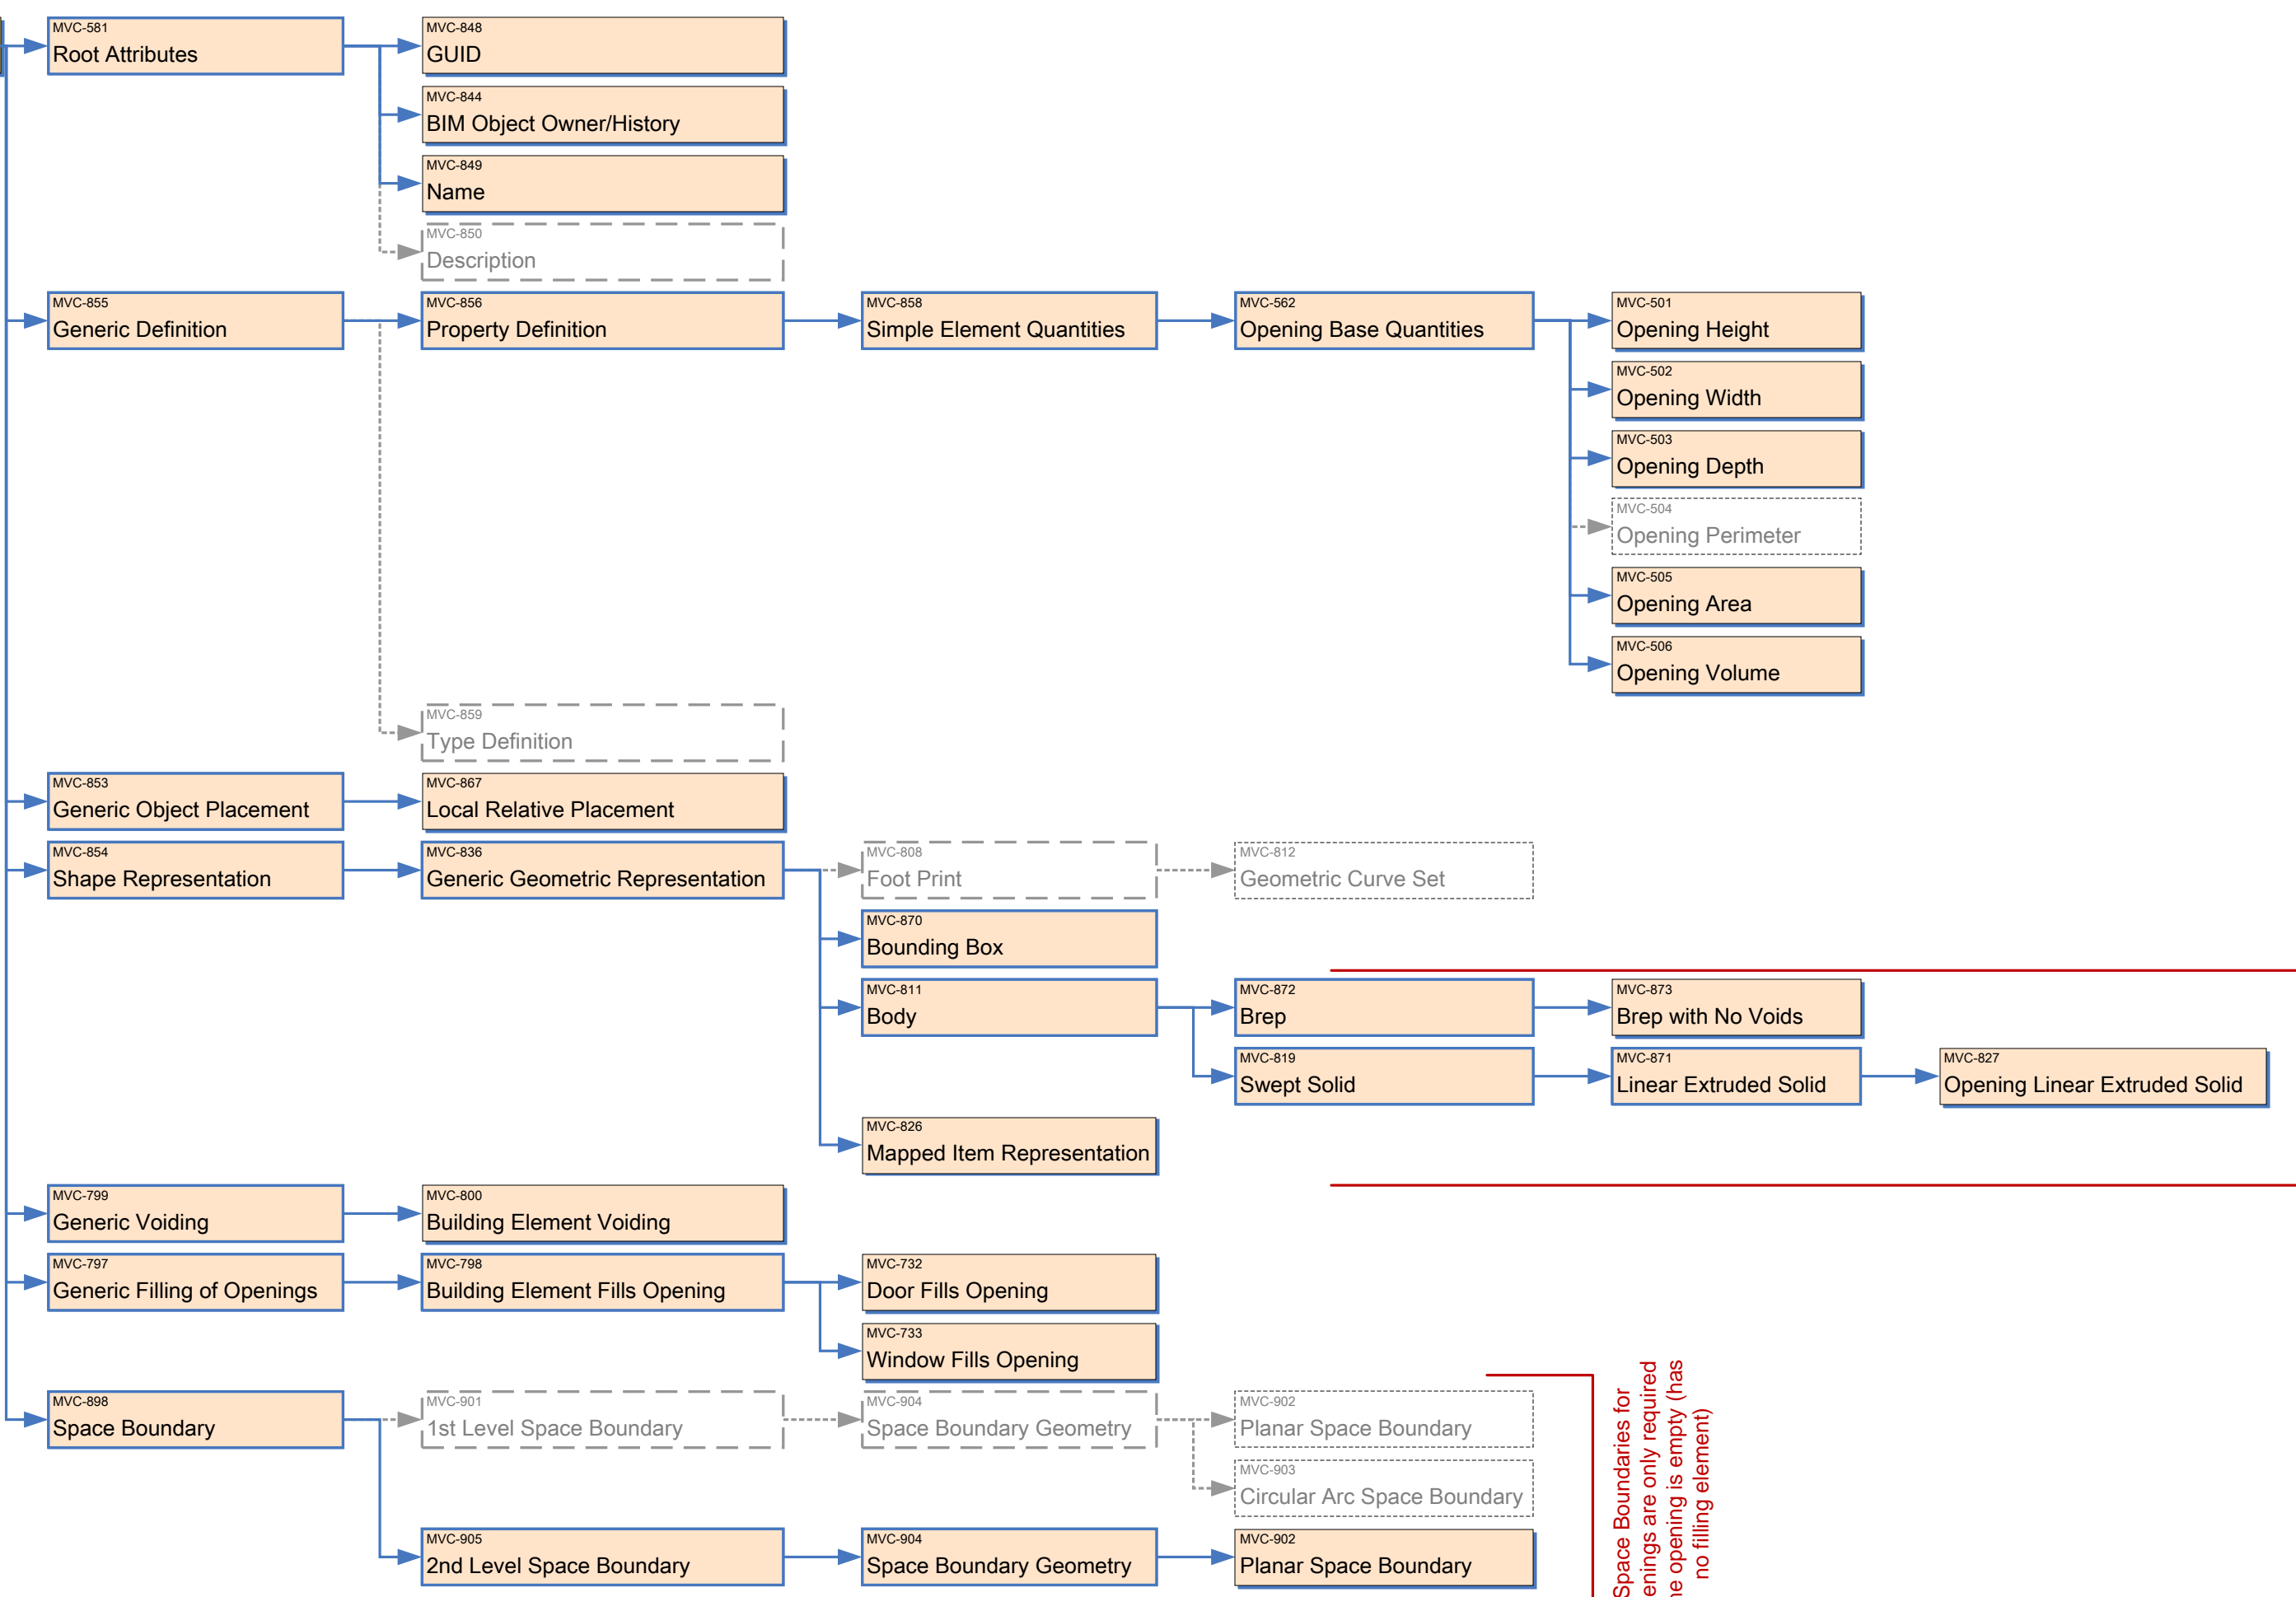 MVC-581
Root Attributes
MVC-848
GUID
MVC-844
BIM Object Owner/History
MVC-849
Name
MVC-850
Description
MVC-855
Generic Definition
MVC-856
Property Definition
MVC-858
Simple Element Quantities
MVC-562
Opening Base Quantities
MVC-501
Opening Height
MVC-502
Opening Width
MVC-503
Opening Depth
MVC-504
Opening Perimeter
MVC-505
Opening Area
MVC-506
Opening Volume
MVC-859
Type Definition
MVC-853
Generic Object Placement
MVC-867
Local Relative Placement
MVC-854
Shape Representation
MVC-836
Generic Geometric Representation
MVC-808
Foot Print
MVC-812
Geometric Curve Set
MVC-870
Bounding Box
MVC-811
Body
MVC-872
Brep
MVC-873
Brep with No Voids
MVC-819
Swept Solid
MVC-871
Linear Extruded Solid
MVC-827
Opening Linear Extruded Solid
MVC-826
Mapped Item Representation
MVC-799
Generic Voiding
MVC-800
Building Element Voiding
MVC-797
Generic Filling of Openings
MVC-798
Building Element Fills Opening
MVC-732
Door Fills Opening
MVC-733
Window Fills Opening
MVC-898
Space Boundary
MVC-901
1st Level Space Boundary
MVC-904
Space Boundary Geometry
MVC-902
Planar Space Boundary
MVC-903
Circular Arc Space Boundary
MVC-905
2nd Level Space Boundary
MVC-904
Space Boundary Geometry
MVC-902
Planar Space Boundary
Space Boundaries for
enings are only required
opening is empty (has
no filling element)